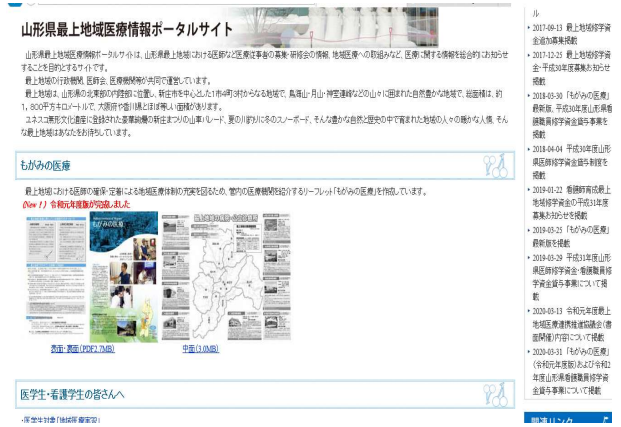 山形県最上地域医療情報ポータルサイト
山形県最上地域医療情報ポータルサイトは、山形県最上地域における医師など医療従事者の募集・研修会の情報、地域医療への取組みなど、医療に関する情報を総合的にお知らせ
することを目的とするサイトです。
最上地域の行政機関、医師会、医療機関等が共同で運営しています。
最上地域は、山形県の北東部の内陸部に位置し、新庄市を中心とした1市4町3村からなる地域で、鳥海山・月山・神室連峰などの山々に囲まれた自然豊かな地域で、総面積は、約
1,800平方キロメートルで、大阪府や香川県とほぼ等しい面積があります。
ユネスコ無形文化遺産に登録された豪華絢爛の新庄まつりの山車パレード、夏の川釣りに冬のスノーボード、そんな豊かな自然と歴史の中で育まれた地域の人々の暖かな人情、そん
な最上地域はあなたをお待ちしています。
もがみの医療
最上地域における医師の確保・定着による地域医療体制の充実を図るため、管内の医療機関を紹介するリーフレット「もがみの医療」を作成しています。
(New!) 令和元年度版が完成しました
もがみの医療
表面・裏面(PDF2.7MB)
中面(3.0MB)
医学生・看護学生の皆さんへ
・医学生対象「地域医療実習」
ル
2017-09-13 最上地域修学資
金追加募集掲載
2017-12-25 最上地域修学資
金・平成30年度募集お知らせ
掲載
2018-03-30 「もがみの医療」
最新版、平成30年度山形県看
護職員修学資金貸与事業を
掲載
2018-04-04 平成30年度山形
県医師修学資金貸与制度を
掲載
2019-01-22 看護師育成最上
地域修学資金の平成31年度
募集お知らせを掲載
2019-03-25 「もがみの医療」
最新版を掲載
2019-03-29 平成31年度山形
県医師修学資金・看護職員修
学資金貸与事業について掲
載
2020-03-13 令和元年度最上
地域医療連携推進協議会(書
面開催)内容について掲載
2020-03-31 「もがみの医療」
(令和元年度版)および令和2
年度山形県看護職員修学資
金貸与事業について掲載
関連リンク